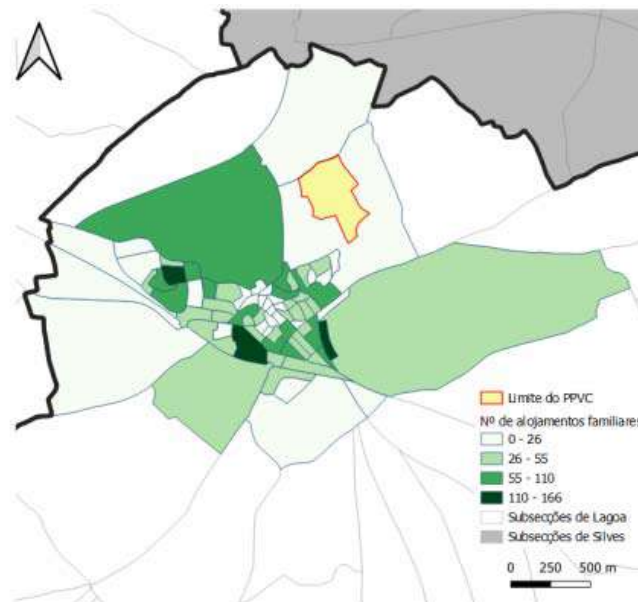 Limite do PPVC
Nº de alojamentos familiares
0 - 26
26 - 55
55 - 110
110 - 166
Subsecções de Lagoa
Subsecções de Silves
0 250 500 m